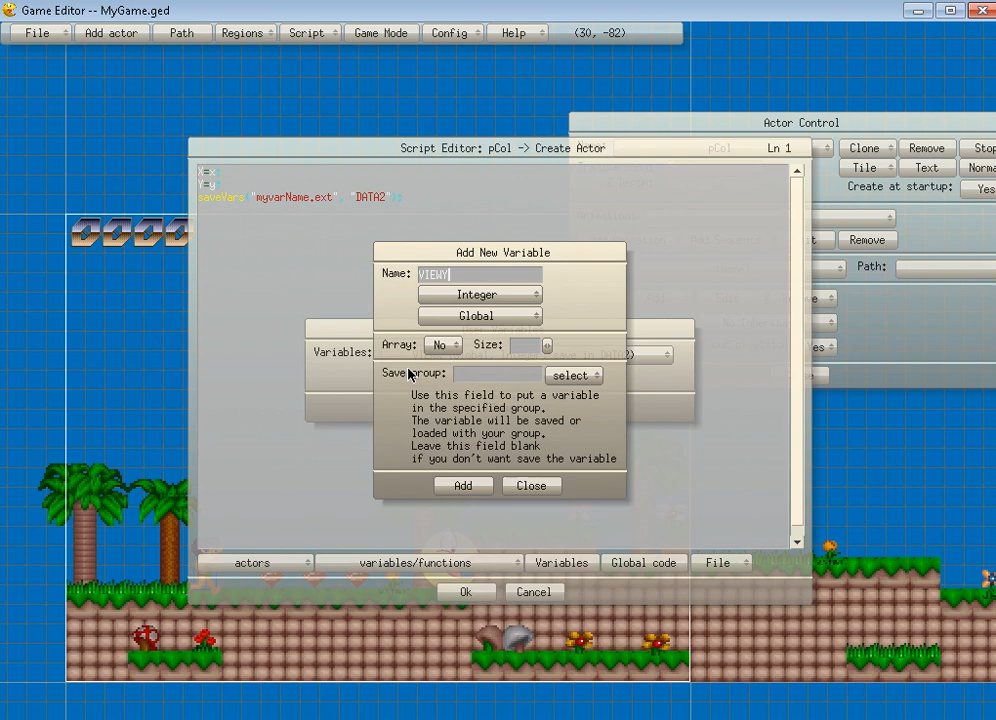 Game Editor -- MyGame.ged
File Add actor Path Regions Script Game Mode Config Help (30, -82)
Actor Control
Script Editor: pCol -> Create Actor Ln 1
pCol Clone Remove Stop
Tile Text Norma
Create at startup: Yes
X=x;
Y=y;
saveVars("myvarName.ext", "DATA2");
Remove
Path:
Add New Variable
Name: VIEWY
Integer
Global
Array: No Size:
Variables: DATA2)
Save group: select
Use this field to put a variable
in the specified group.
The variable will be saved or
loaded with your group.
Leave this field blank
if you don't want save the variable
Add Close
actors variables/functions Variables Global code File
Ok Cancel